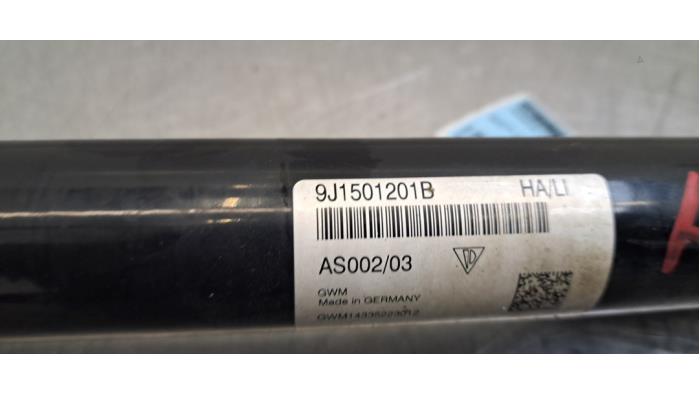 9J1501201B HA/LI
AS002/03
GWM
Made in GERMANY